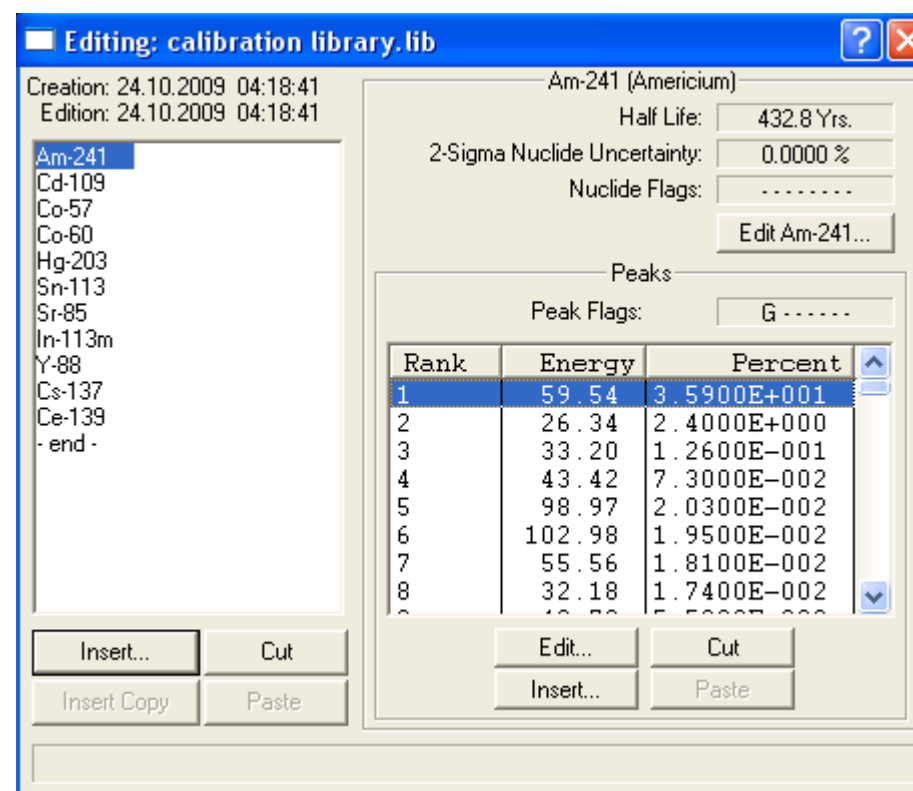 Editing: calibration library.lib
Creation: 24.10.2009 04:18:41
Edition: 24.10.2009 04:18:41
Am-241
Cd-109
Co-57
Co-60
Hg-203
Sn-113
Sr-85
In-113m
Y-88
Cs-137
Ce-139
- end -
Insert... Cut
Insert Copy Paste
Am-241 (Americium)
Half Life: 432.8 Yrs.
2-Sigma Nuclide Uncertainty: 0.0000 %
Nuclide Flags: - - - - - - - -
Edit Am-241...
Peaks
Peak Flags: G - - - - - -
Rank Energy Percent
1 59.54 3.5900E+001
2 26.34 2.4000E+000
3 33.20 1.2600E-001
4 43.42 7.3000E-002
5 98.97 2.0300E-002
6 102.98 1.9500E-002
7 55.56 1.8100E-002
8 32.18 1.7400E-002
Edit... Cut
Insert... Paste